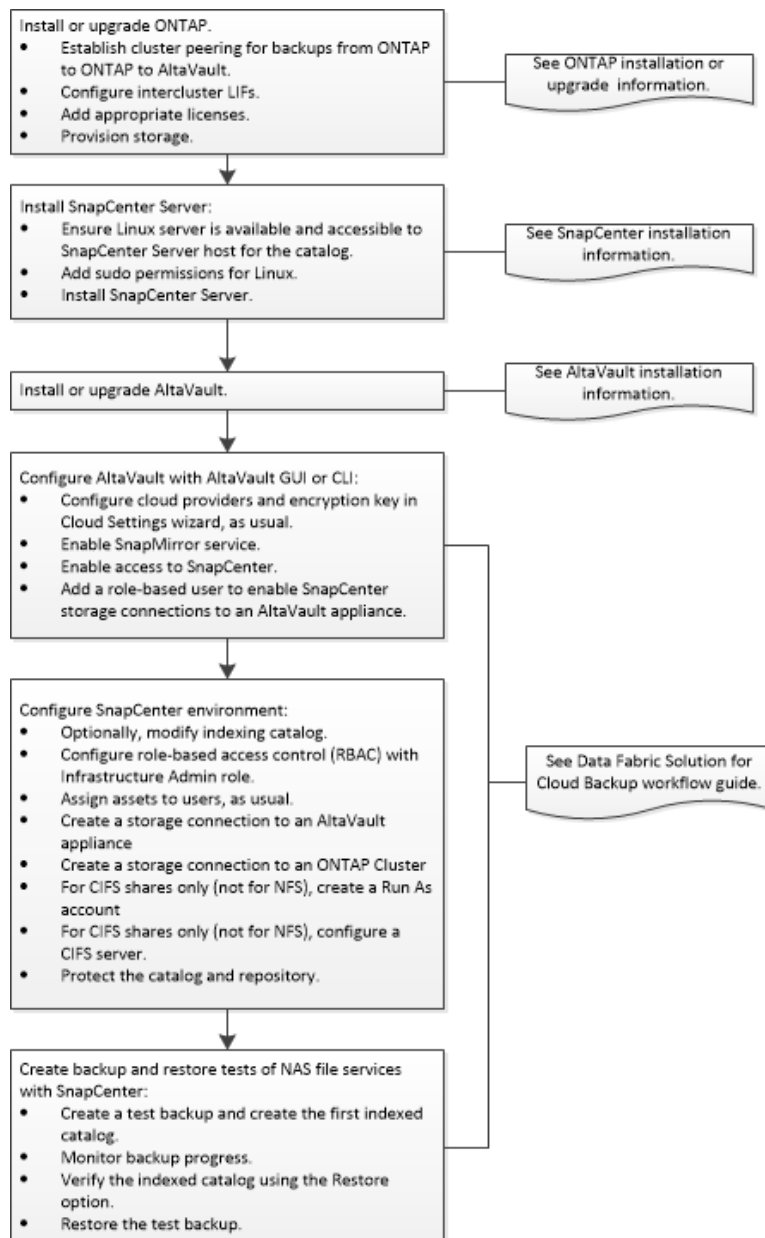 Install or upgrade ONTAP.
• Establish cluster peering for backups from ONTAP
to ONTAP to AltaVault.
• Configure intercluster LIFs.
• Add appropriate licenses.
• Provision storage.
See ONTAP installation or
upgrade information.
Install SnapCenter Server:
• Ensure Linux server is available and accessible to
SnapCenter Server host for the catalog.
• Add sudo permissions for Linux.
• Install SnapCenter Server.
See SnapCenter installation
information.
Install or upgrade AltaVault.
See AltaVault installation
information.
Configure AltaVault with AltaVault GUI or CLI:
• Configure cloud providers and encryption key in
Cloud Settings wizard, as usual.
• Enable SnapMirror service.
• Enable access to SnapCenter.
• Add a role-based user to enable SnapCenter
storage connections to an AltaVault appliance.
Configure SnapCenter environment:
• Optionally, modify indexing catalog.
• Configure role-based access control (RBAC) with
Infrastructure Admin role.
• Assign assets to users, as usual.
• Create a storage connection to an AltaVault
appliance
• Create a storage connection to an ONTAP Cluster
• For CIFS shares only (not for NFS), create a Run As
account
• For CIFS shares only (not for NFS), configure a
CIFS server.
• Protect the catalog and repository.
See Data Fabric Solution for
Cloud Backup workflow guide.
Create backup and restore tests of NAS file services
with SnapCenter:
• Create a test backup and create the first indexed
catalog.
• Monitor backup progress.
• Verify the indexed catalog using the Restore
option.
• Restore the test backup.